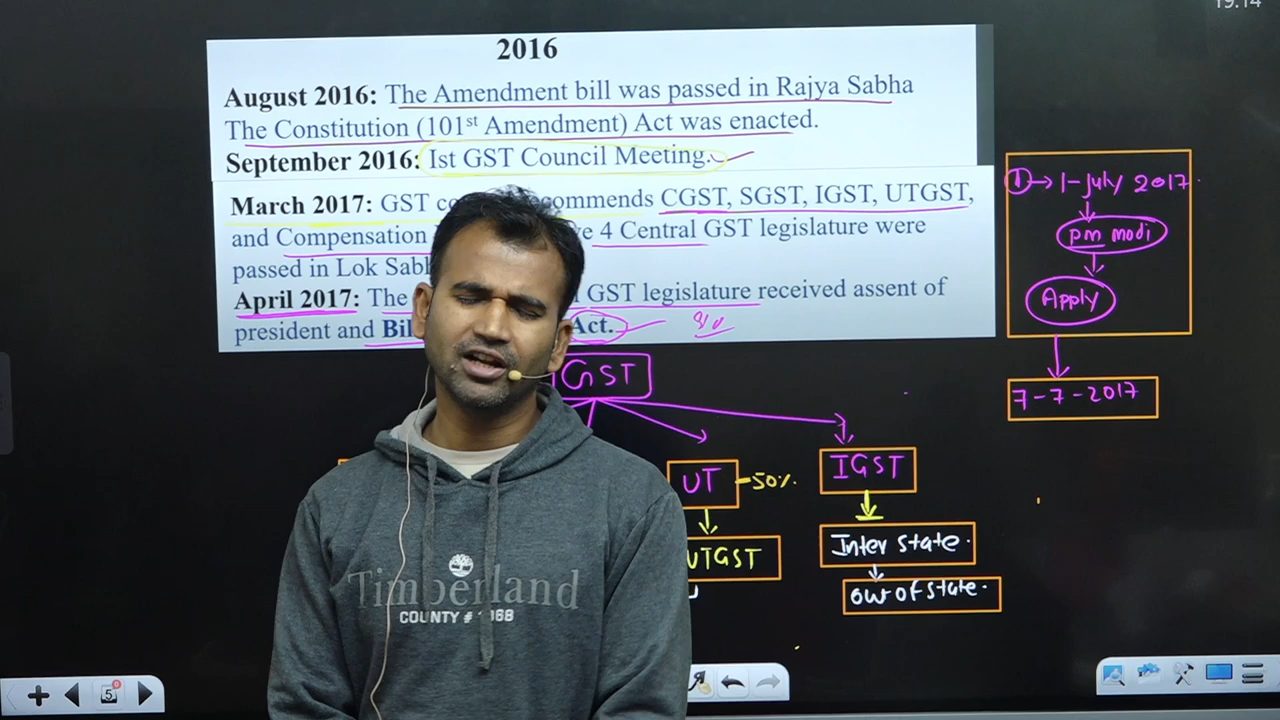 19:14
2016
August 2016: The Amendment bill was passed in Rajya Sabha
The Constitution (101st Amendment) Act was enacted.
September 2016: Ist GST Council Meeting.
March 2017: GST commends CGST, SGST, IGST, UTGST,
and Compensation 4 Central GST legislature were
passed in Lok
April 2017: The GST legislature received assent of
president and Act.
① → 1-July 2017
PM modi
Apply
7-7-2017
GST
UT -50%.
IGST
UTGST
Inter state.
out of state.
Timberland
COUNTY #
5